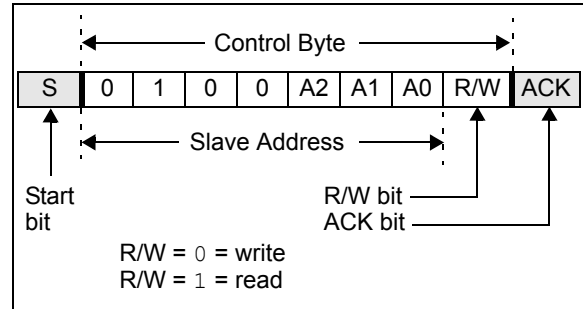 Control Byte
S 0 1 0 0 A2 A1 A0 R/W ACK
Slave Address
Start
bit
R/W bit
ACK bit
R/W = 0 = write
R/W = 1 = read